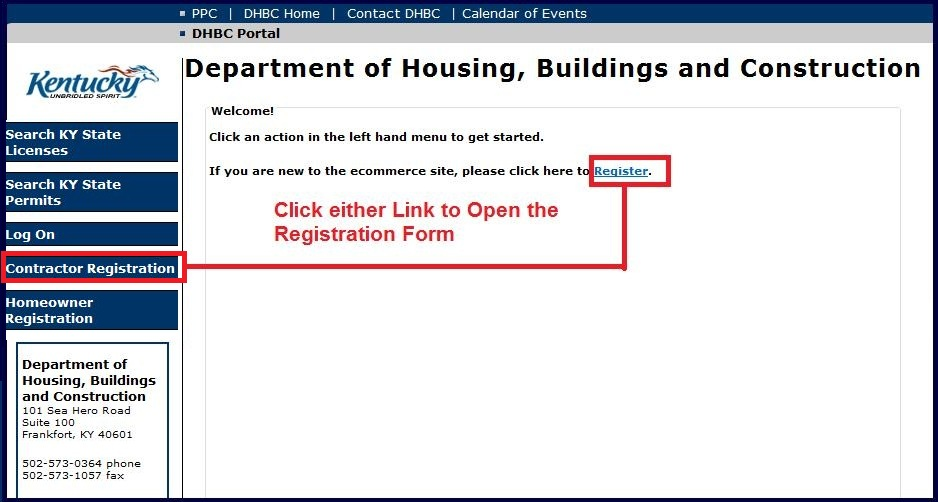 PPC | DHBC Home | Contact DHBC | Calendar of Events
DHBC Portal
Kentucky
UNBRIDLED SPIRIT
Department of Housing, Buildings and Construction
Search KY State
Licenses
Search KY State
Permits
Log On
Contractor Registration
Homeowner
Registration
Welcome!
Click an action in the left hand menu to get started.
If you are new to the ecommerce site, please click here to Register.
Click either Link to Open the
Registration Form
Department of
Housing, Buildings
and Construction
101 Sea Hero Road
Suite 100
Frankfort, KY 40601
502-573-0364 phone
502-573-1057 fax